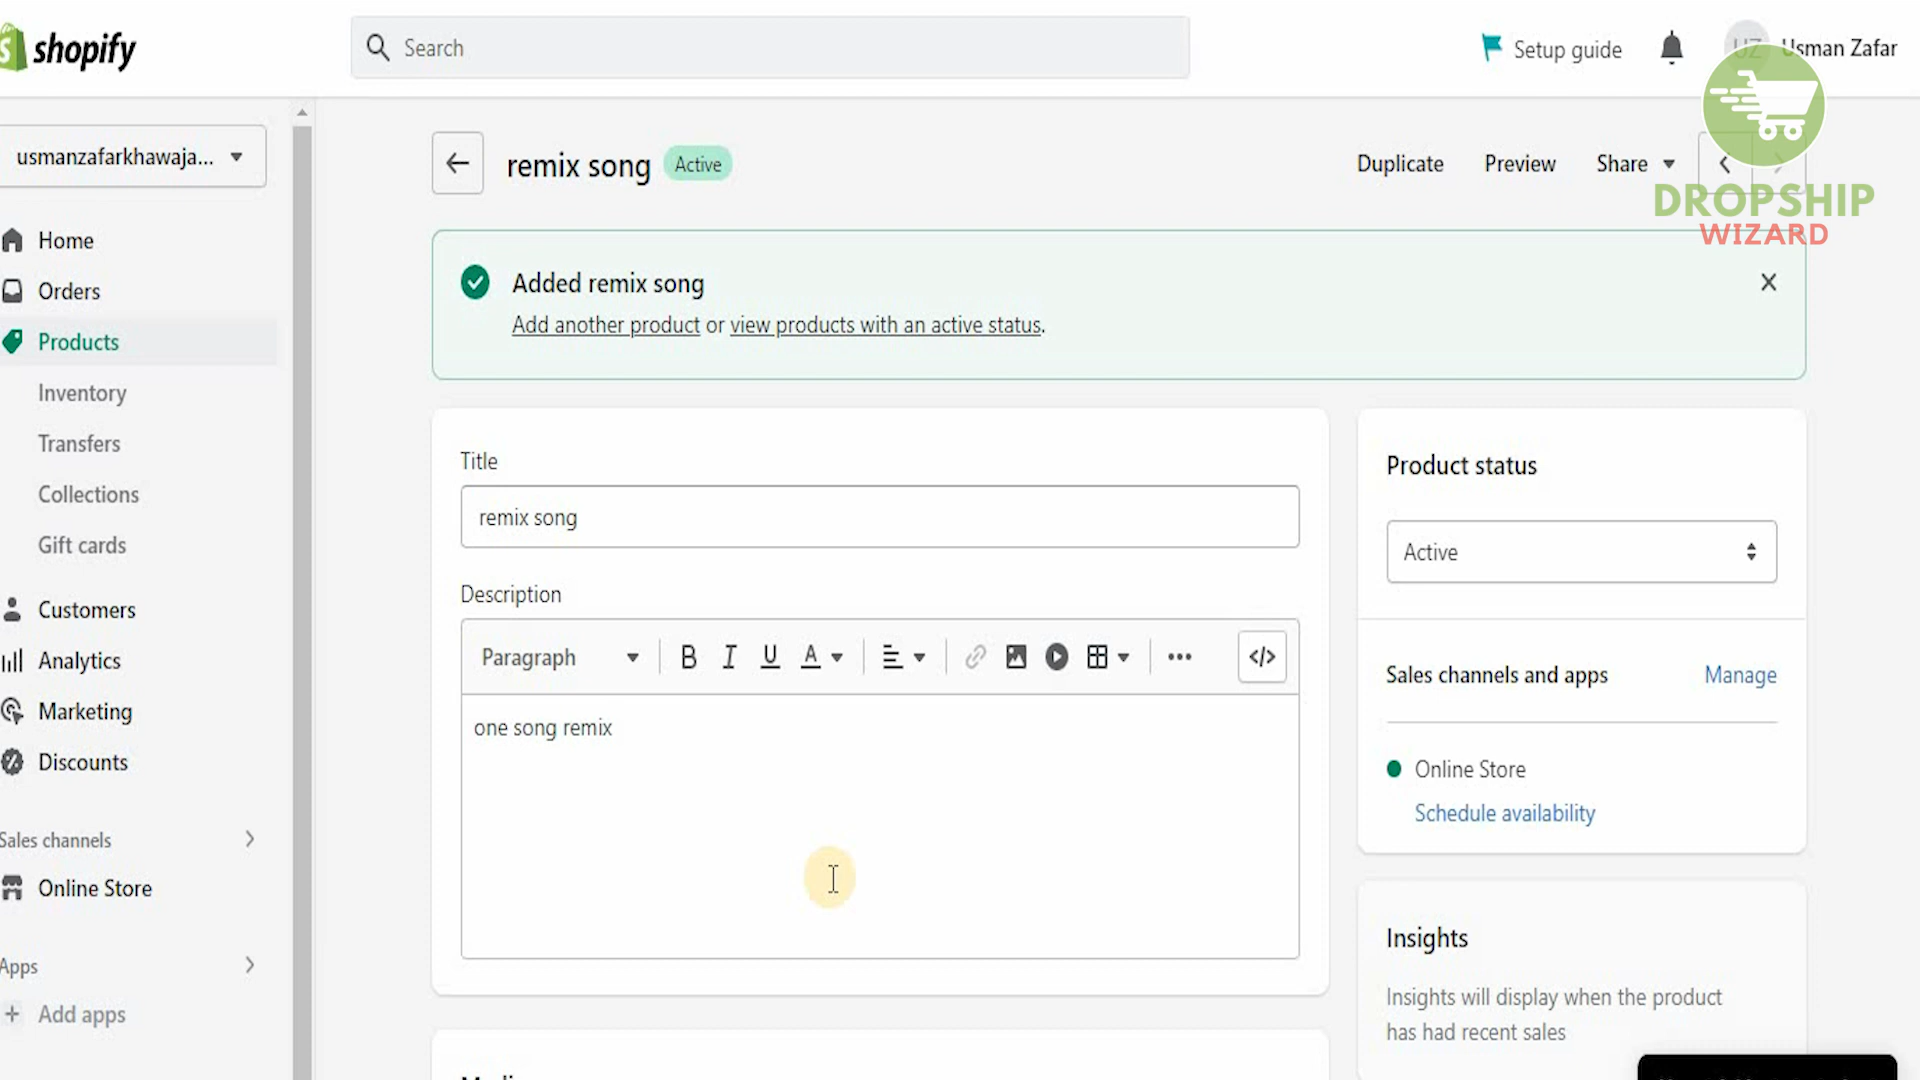 shopify
Search
Setup guide
Usman Zafar
usmanzafarkhawaja...
remix song
Active
Duplicate
Preview
Share
DROPSHIP
WIZARD
Home
Orders
Products
Inventory
Transfers
Collections
Gift cards
Customers
Analytics
Marketing
Discounts
Sales channels
Online Store
Apps
Add apps
Added remix song
Add another product or view products with an active status.
Title
remix song
Description
Paragraph
B I U A
one song remix
Product status
Active
Sales channels and apps
Manage
Online Store
Schedule availability
Insights
Insights will display when the product
has had recent sales